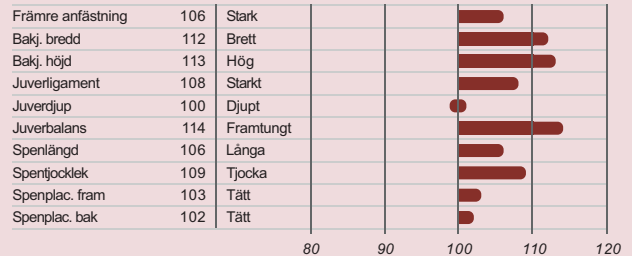 Främre anfästning 106 Stark
Bakj. bredd 112 Brett
Bakj. höjd 113 Hög
Juverligament 108 Starkt
Juverdjup 100 Djupt
Juverbalans 114 Framtungt
Spenlängd 106 Långa
Spentjocklek 109 Tjocka
Spenplac. fram 103 Tätt
Spenplac. bak 102 Tätt
80 90 100 110 120